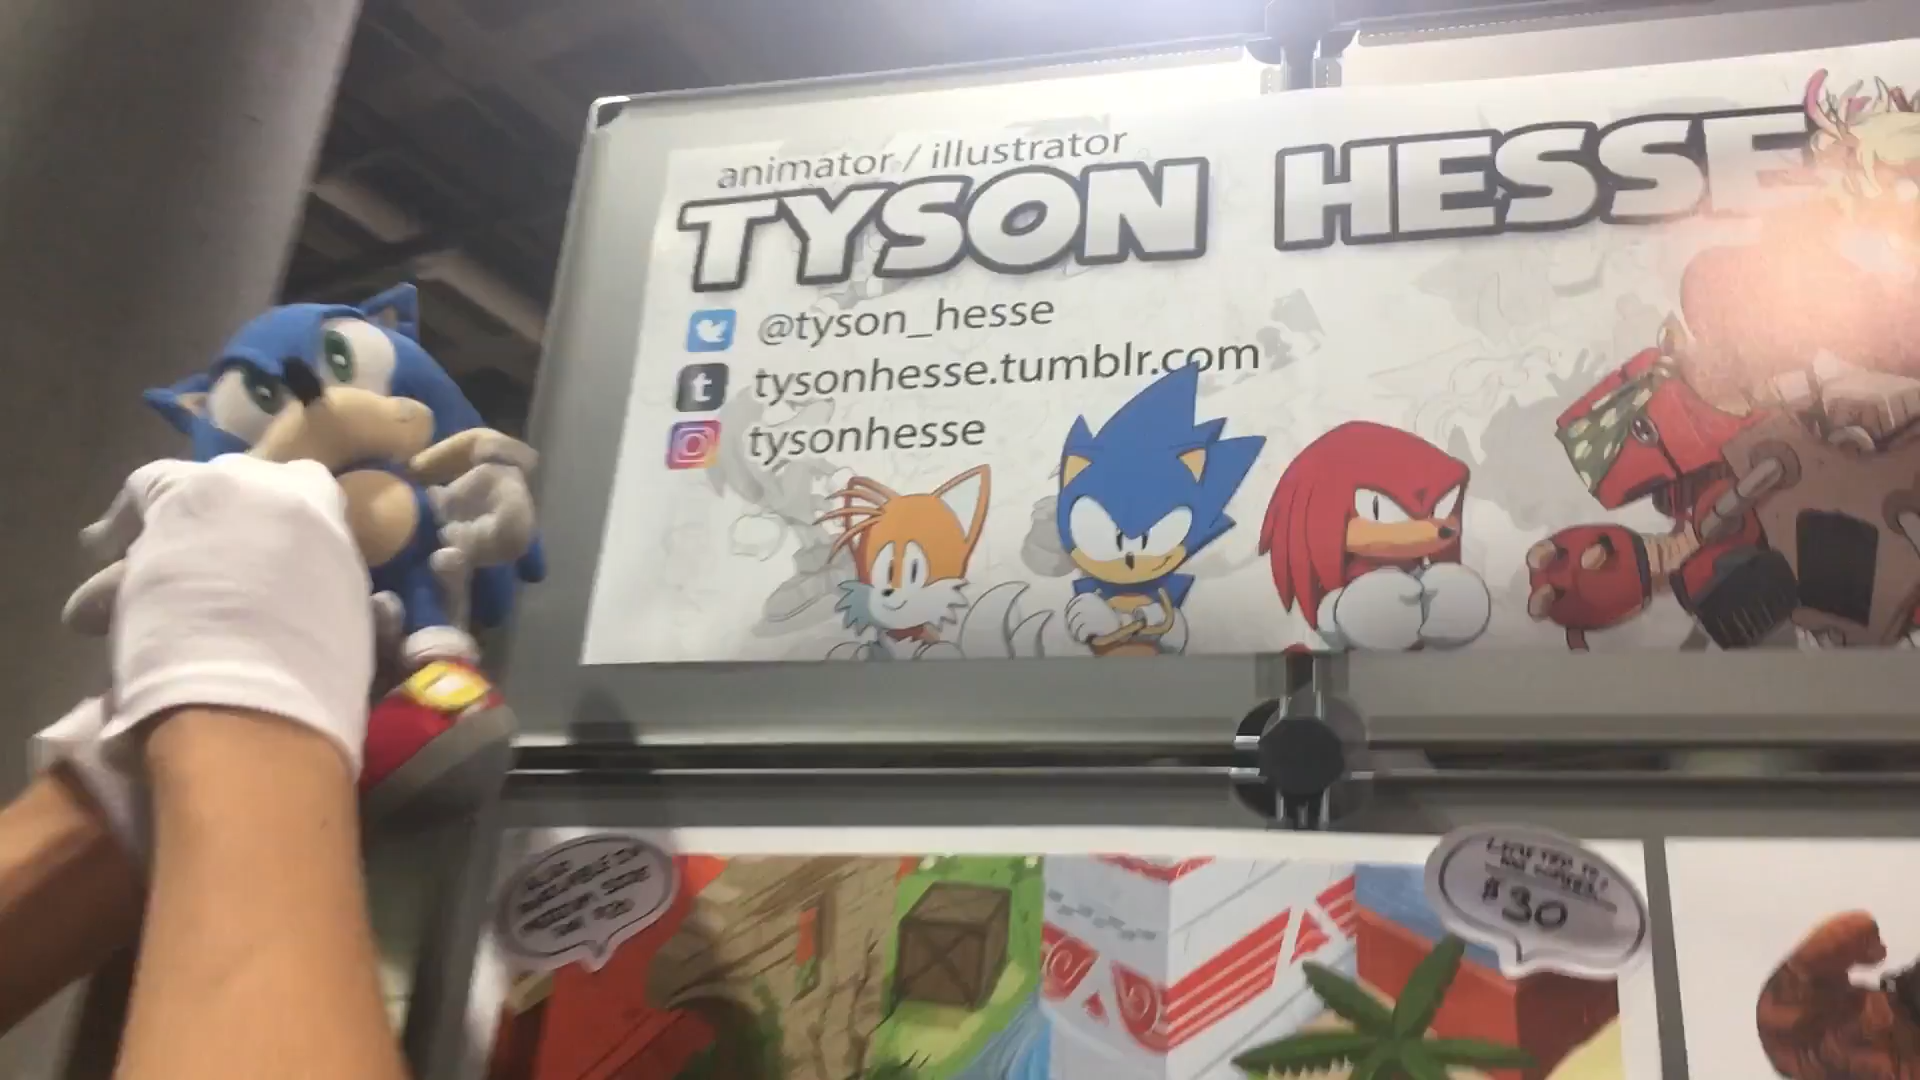 animator / illustrator
TYSON HESSE
@tyson_hesse
t tysonhesse.tumblr.com
tysonhesse
$30